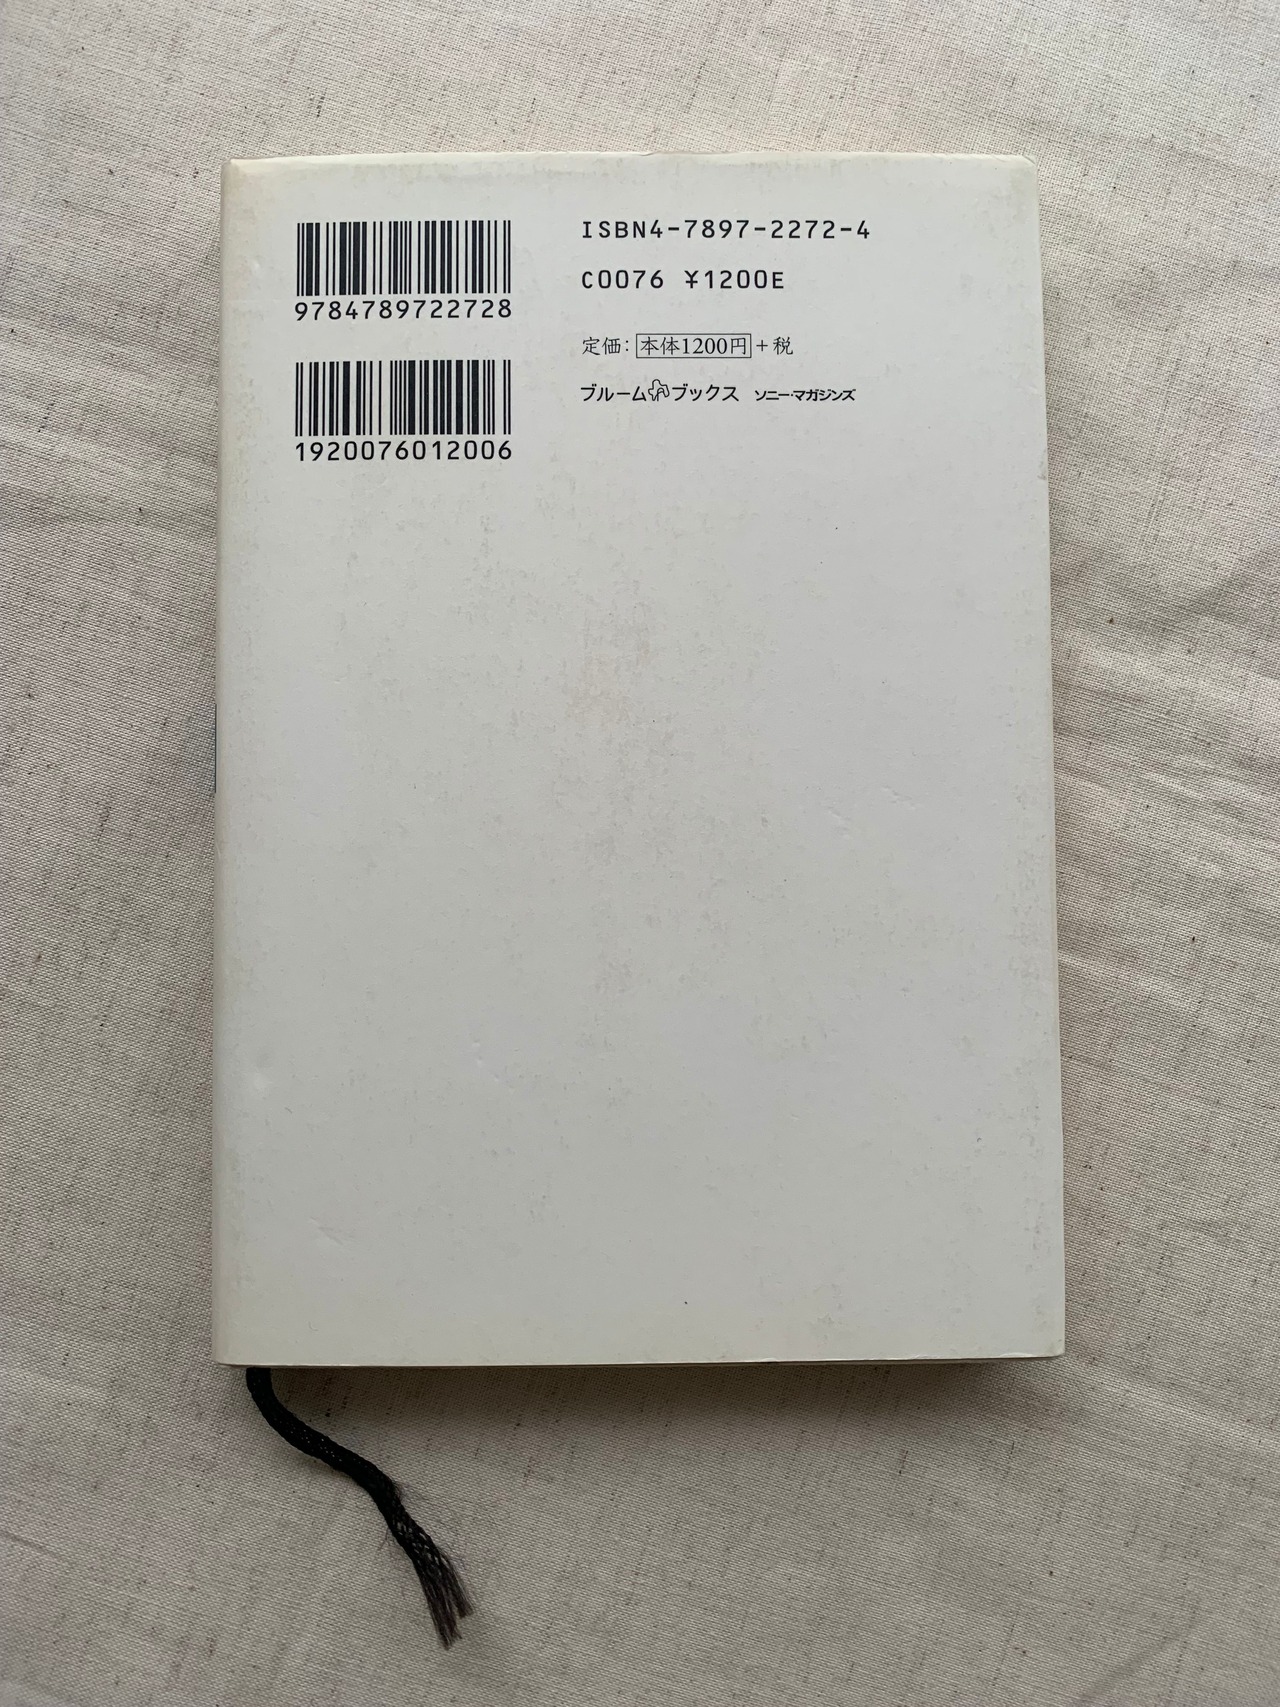 9784789722728
1920076012006
ISBN4-7897-2272-4
C0076 ¥1200E
定価：本体1200円＋税
ブルームブックス ソニー・マガジンズ